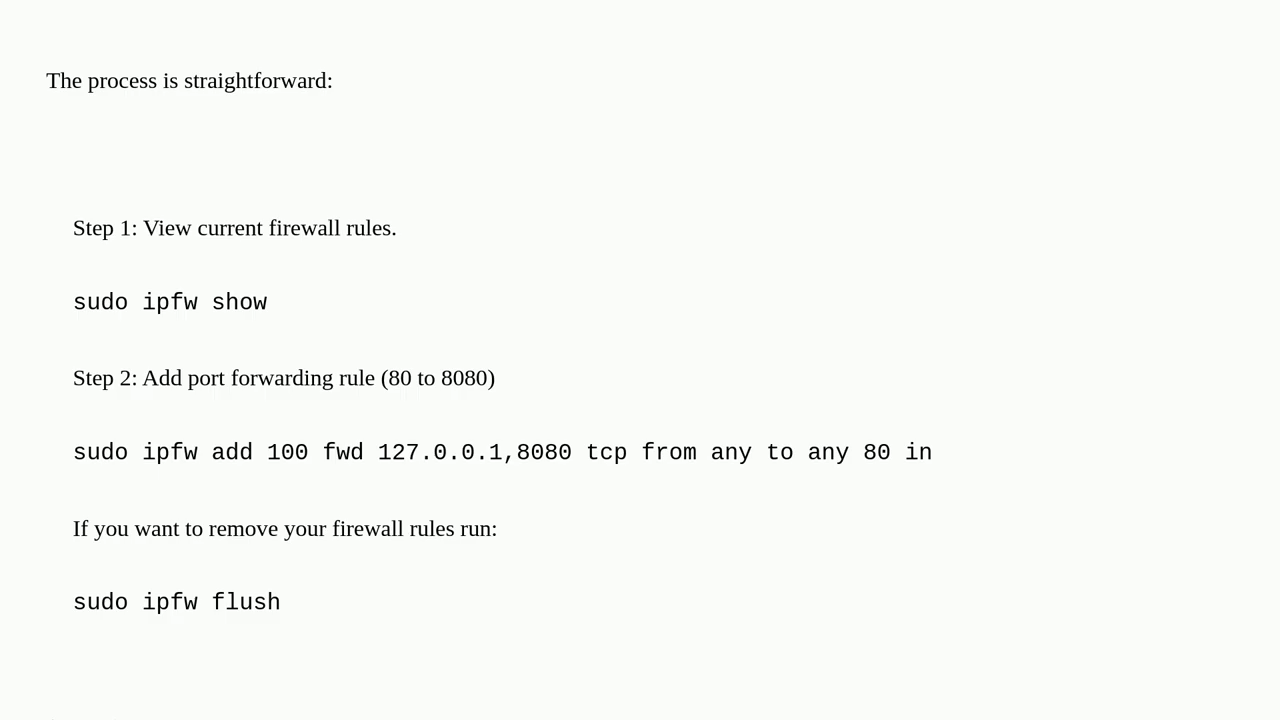 The process is straightforward:
Step 1: View current firewall rules.
sudo ipfw show
Step 2: Add port forwarding rule (80 to 8080)
sudo ipfw add 100 fwd 127.0.0.1,8080 tcp from any to any 80 in
If you want to remove your firewall rules run:
sudo ipfw flush